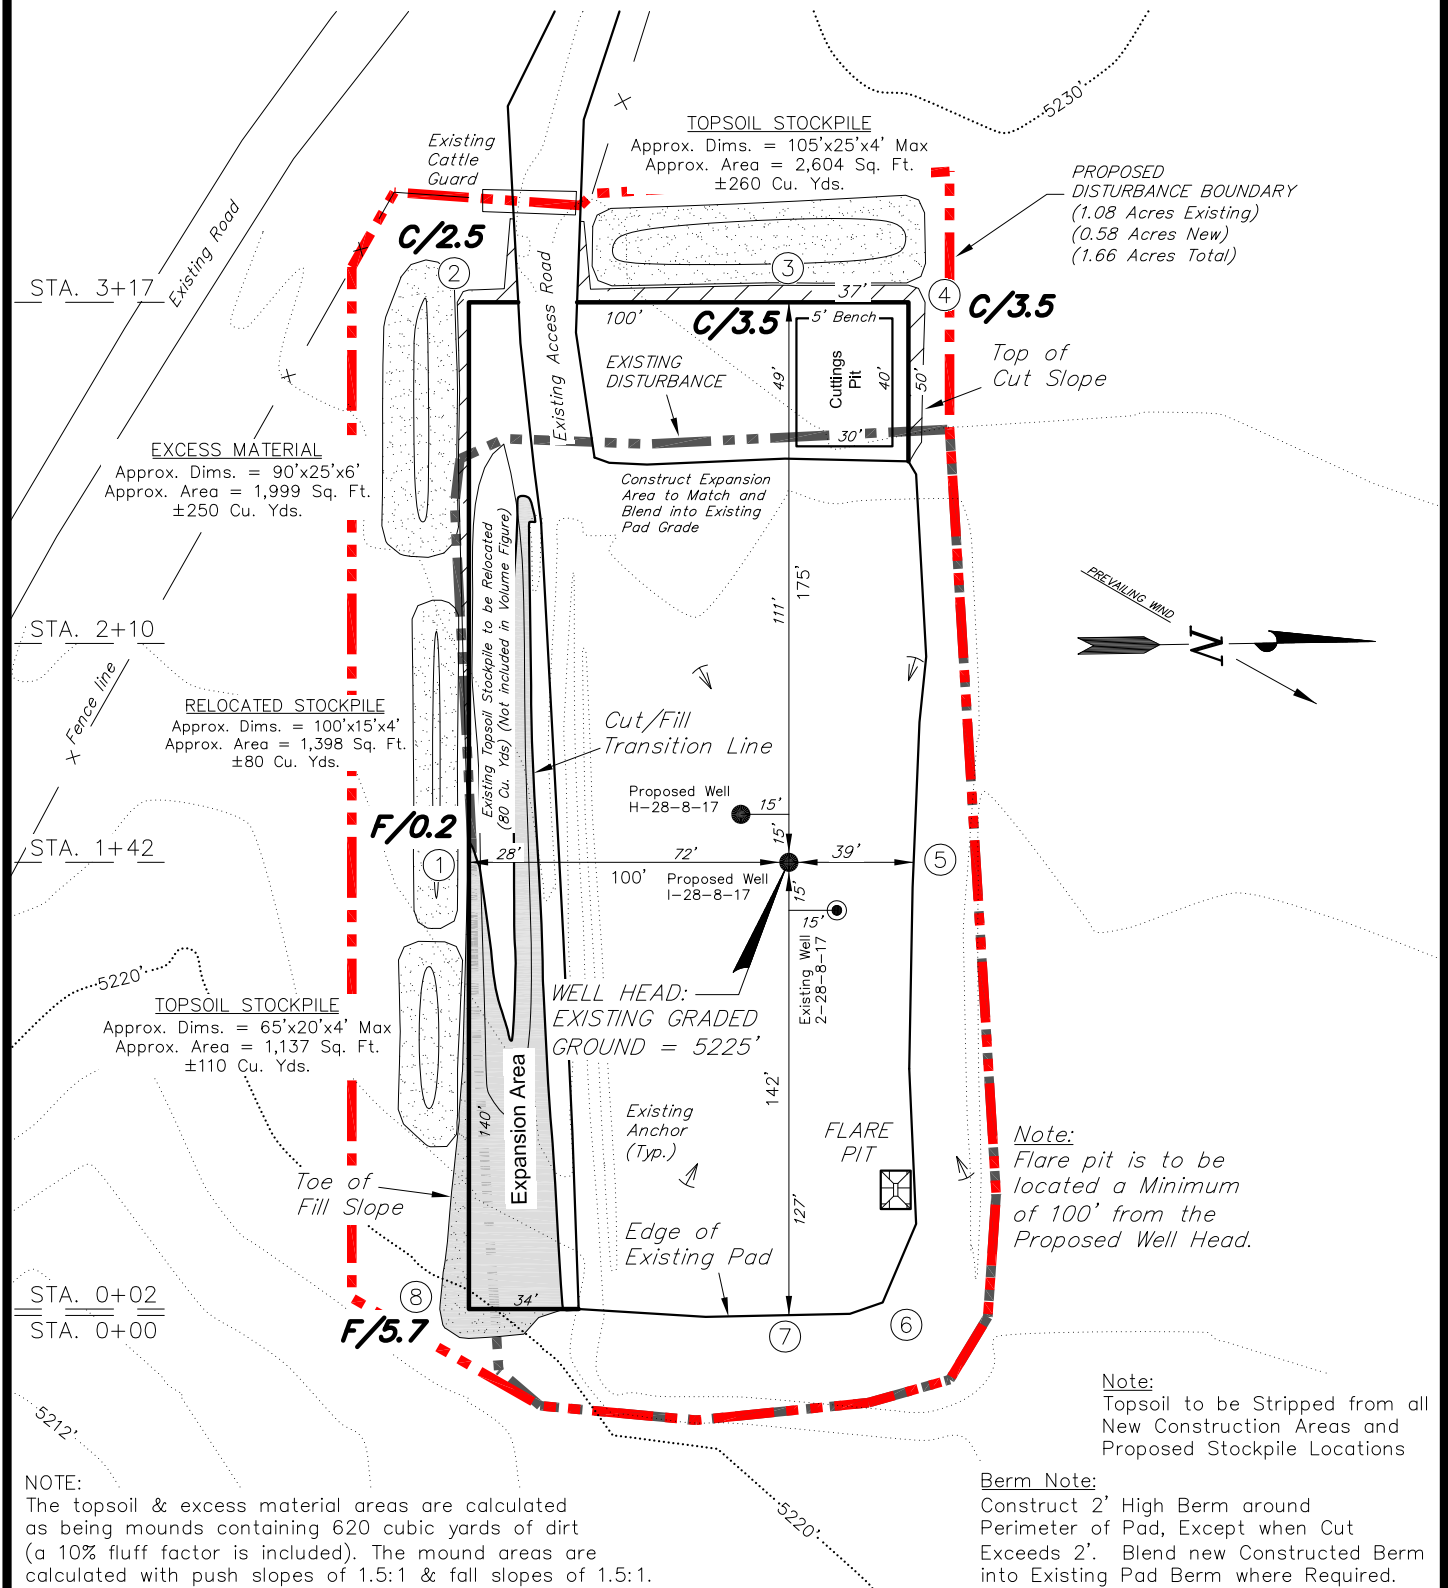 5230'
Existing
Cattle
Guard
TOPSOIL STOCKPILE
Approx. Dims. = 105'x25'x4' Max
Approx. Area = 2,604 Sq. Ft.
±260 Cu. Yds.
PROPOSED
DISTURBANCE BOUNDARY
(1.08 Acres Existing)
(0.58 Acres New)
(1.66 Acres Total)
Existing Road
C/2.5
2
3
4
STA. 3+17
100'
C/3.5
37'
5' Bench
C/3.5
Existing Access Road
EXISTING
DISTURBANCE
49'
Cuttings
Pit
40'
50'
30'
Top of
Cut Slope
EXCESS MATERIAL
Approx. Dims. = 90'x25'x6'
Approx. Area = 1,999 Sq. Ft.
±250 Cu. Yds.
Construct Expansion
Area to Match and
Blend into Existing
Pad Grade
Existing Topsoil Stockpile to be Relocated
(80 Cu. Yds) (Not included in Volume Figure)
175'
111'
PREVAILING WIND
N
STA. 2+10
Fence line
RELOCATED STOCKPILE
Approx. Dims. = 100'x15'x4'
Approx. Area = 1,398 Sq. Ft.
±80 Cu. Yds.
Cut/Fill
Transition Line
Proposed Well
H-28-8-17
15'
15'
F/0.2
STA. 1+42
1
28'
72'
39'
5
100'
Proposed Well
I-28-8-17
15'
15'
Existing Well
2-28-8-17
5220'
TOPSOIL STOCKPILE
Approx. Dims. = 65'x20'x4' Max
Approx. Area = 1,137 Sq. Ft.
±110 Cu. Yds.
WELL HEAD:
EXISTING GRADED
GROUND = 5225'
142'
140'
Expansion Area
Existing
Anchor
(Typ.)
FLARE
PIT
127'
Note:
Flare pit is to be
located a Minimum
of 100' from the
Proposed Well Head.
Toe of
Fill Slope
Edge of
Existing Pad
STA. 0+02
STA. 0+00
8
34'
F/5.7
7
6
5212'
Note:
Topsoil to be Stripped from all
New Construction Areas and
Proposed Stockpile Locations
NOTE:
The topsoil & excess material areas are calculated
as being mounds containing 620 cubic yards of dirt
(a 10% fluff factor is included). The mound areas are
calculated with push slopes of 1.5:1 & fall slopes of 1.5:1.
5220'
Berm Note:
Construct 2' High Berm around
Perimeter of Pad, Except when Cut
Exceeds 2'. Blend new Constructed Berm
into Existing Pad Berm where Required.